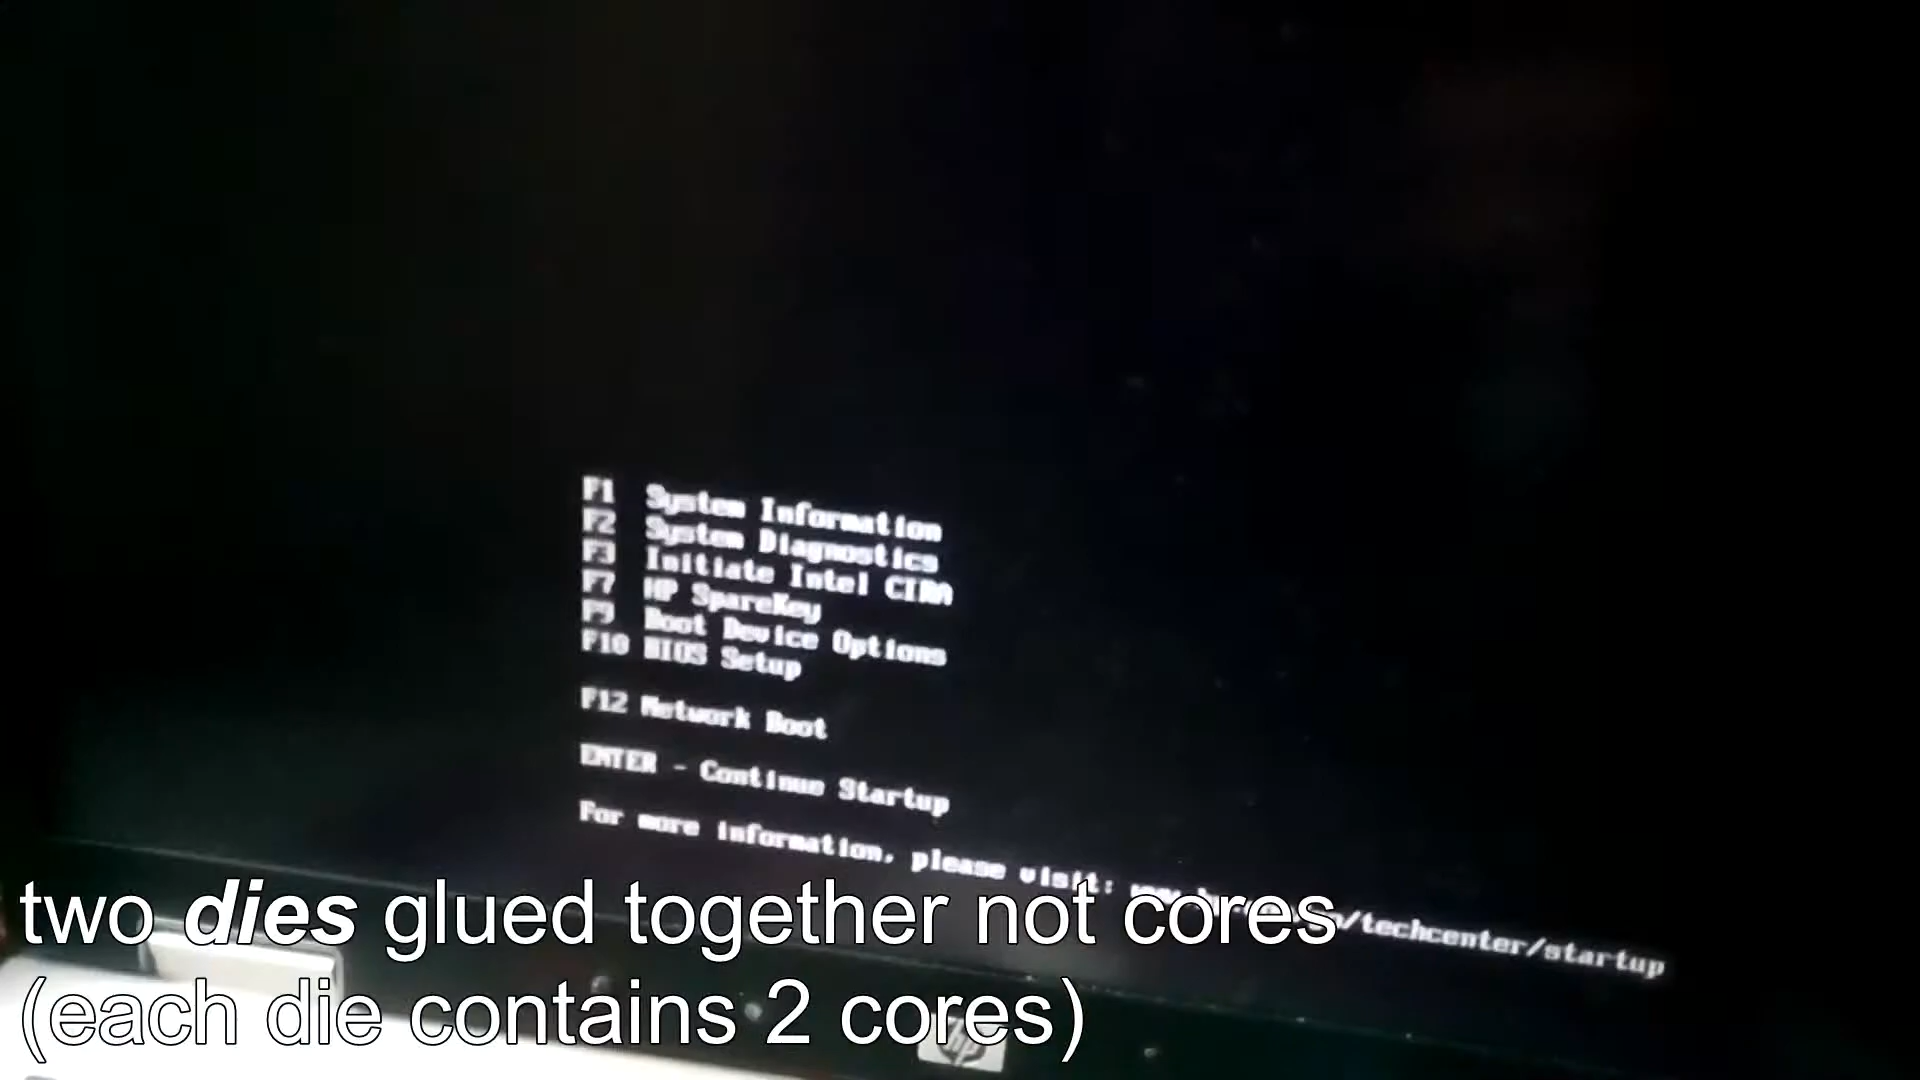 F1 System Information
F2 System Diagnostics
F3 Initiate Intel CIRA
F7 HP SpareKey
F9 Boot Device Options
F10 BIOS Setup
F12 Network Boot
ENTER - Continue Startup
For more information, please visit: /techcenter/startup
two dies glued together not cores
(each die contains 2 cores)
hp